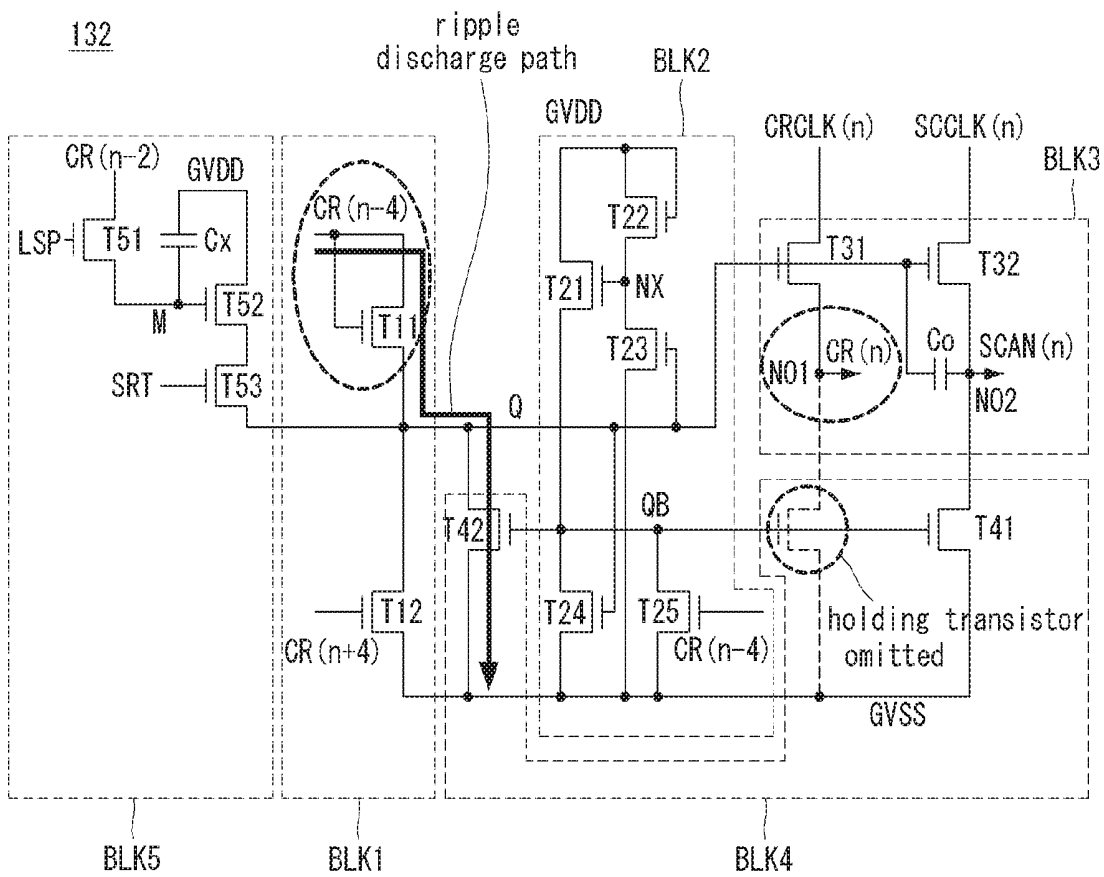 132
ripple
discharge path
BLK2
GVDD
CRCLK(n)
SCCLK(n)
BLK3
CR(n-2)
GVDD
LSP
T51
Cx
M
T52
SRT
T53
CR(n-4)
T11
T22
T21
NX
T23
T31
T32
NO1
CR(n)
Co
SCAN(n)
NO2
Q
QB
T42
T41
T12
CR(n+4)
T24
T25
CR(n-4)
holding transistor
omitted
GVSS
BLK5
BLK1
BLK4